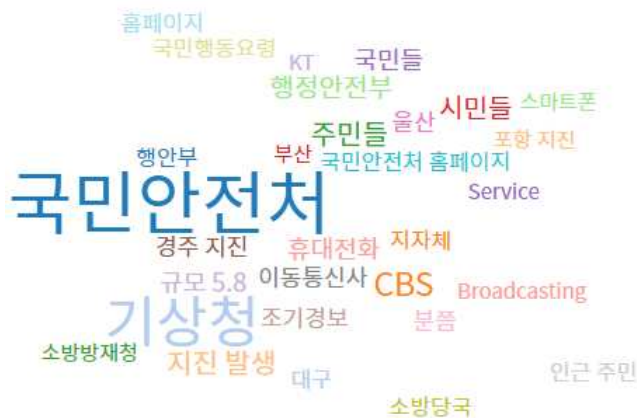 홈페이지
국민행동요령
KT
국민들
행정안전부
시민들
스마트폰
울산
주민들
포항 지진
행안부
부산
국민안전처 홈페이지
국민안전처
Service
경주 지진
휴대전화
지자체
규모 5.8
이동통신사
CBS
Broadcasting
기상청
조기경보
분쯤
소방방재청
지진 발생
대구
인근 주민
소방당국